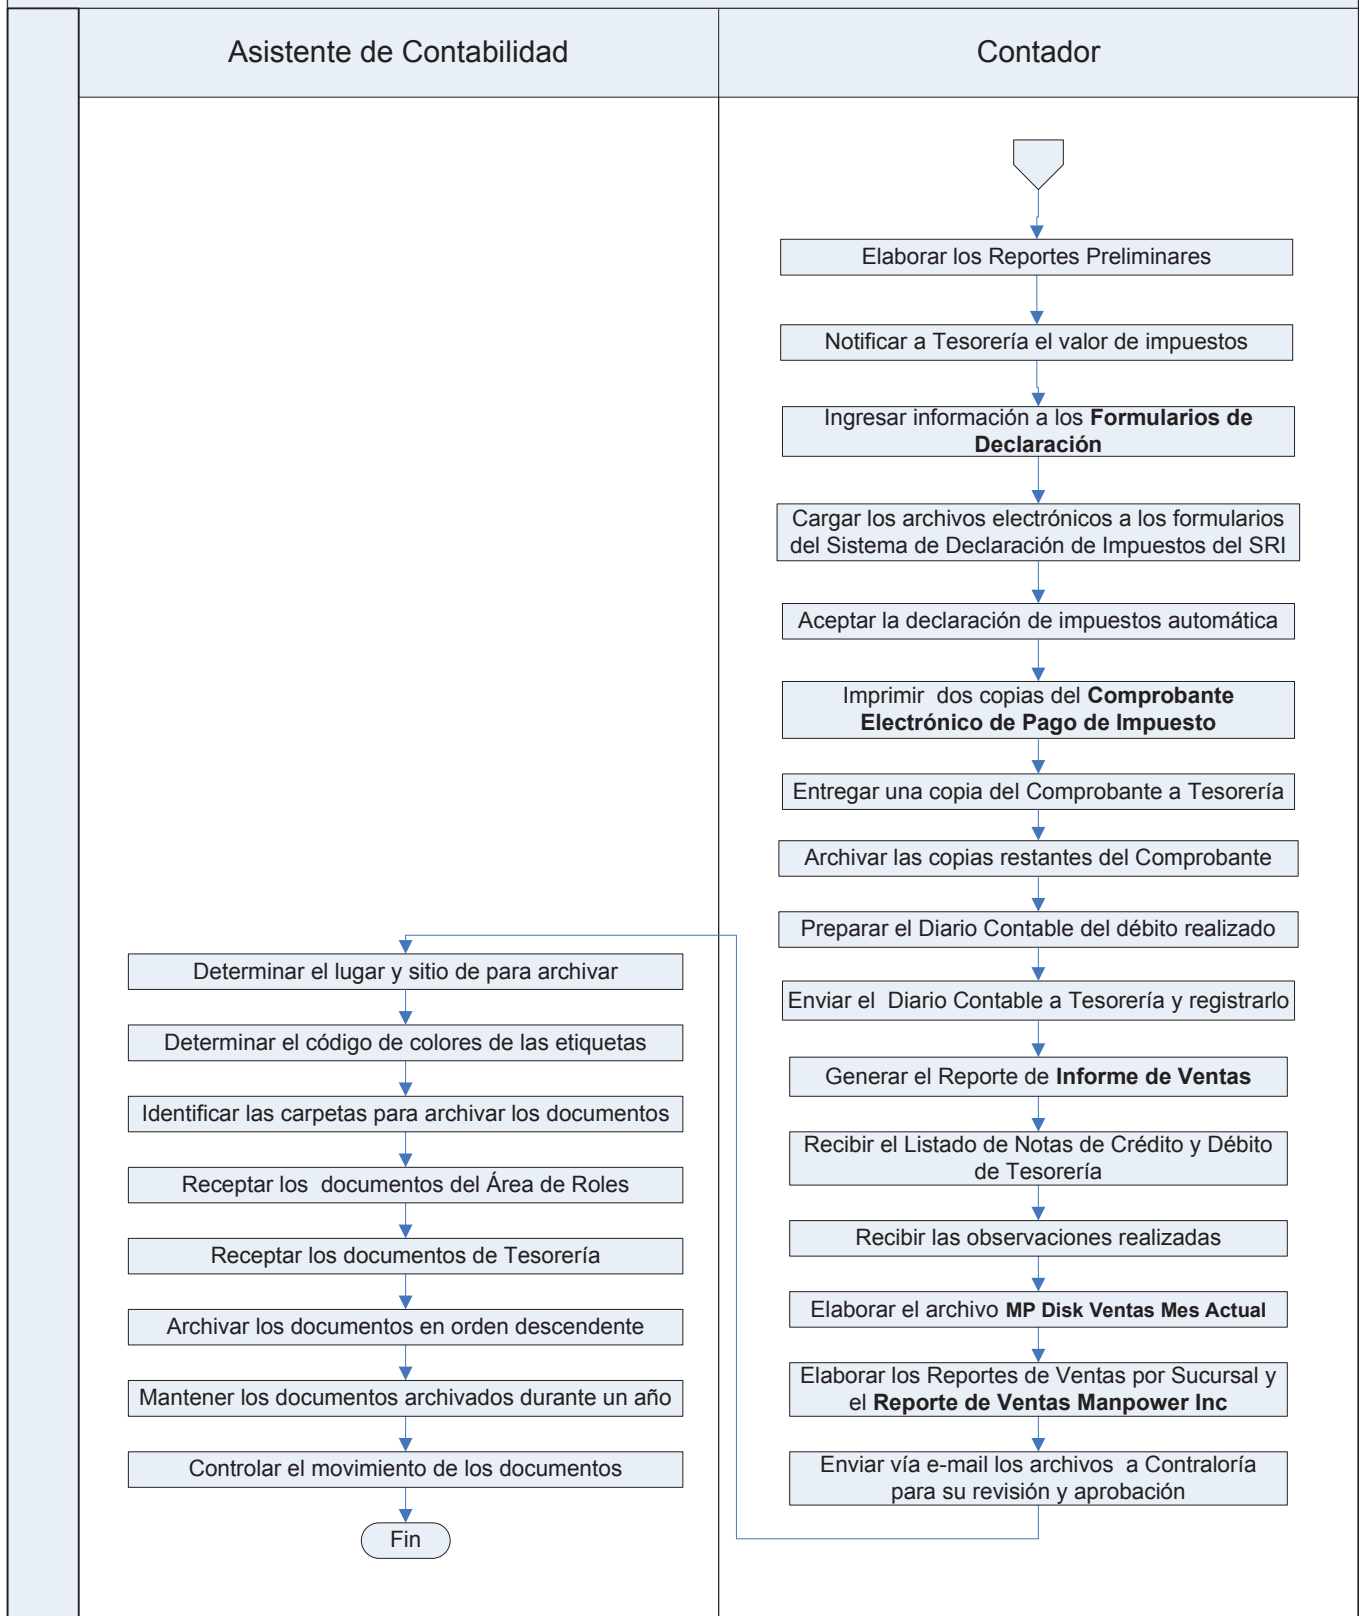 Asistente de Contabilidad
Contador
Elaborar los Reportes Preliminares
Notificar a Tesorería el valor de impuestos
Ingresar información a los Formularios de
Declaración
Cargar los archivos electrónicos a los formularios
del Sistema de Declaración de Impuestos del SRI
Aceptar la declaración de impuestos automática
Imprimir dos copias del Comprobante
Electrónico de Pago de Impuesto
Entregar una copia del Comprobante a Tesorería
Archivar las copias restantes del Comprobante
Preparar el Diario Contable del débito realizado
Enviar el Diario Contable a Tesorería y registrarlo
Generar el Reporte de Informe de Ventas
Recibir el Listado de Notas de Crédito y Débito
de Tesorería
Recibir las observaciones realizadas
Elaborar el archivo MP Disk Ventas Mes Actual
Elaborar los Reportes de Ventas por Sucursal y
el Reporte de Ventas Manpower Inc
Enviar vía e-mail los archivos a Contraloría
para su revisión y aprobación
Determinar el lugar y sitio de para archivar
Determinar el código de colores de las etiquetas
Identificar las carpetas para archivar los documentos
Receptar los documentos del Área de Roles
Receptar los documentos de Tesorería
Archivar los documentos en orden descendente
Mantener los documentos archivados durante un año
Controlar el movimiento de los documentos
Fin